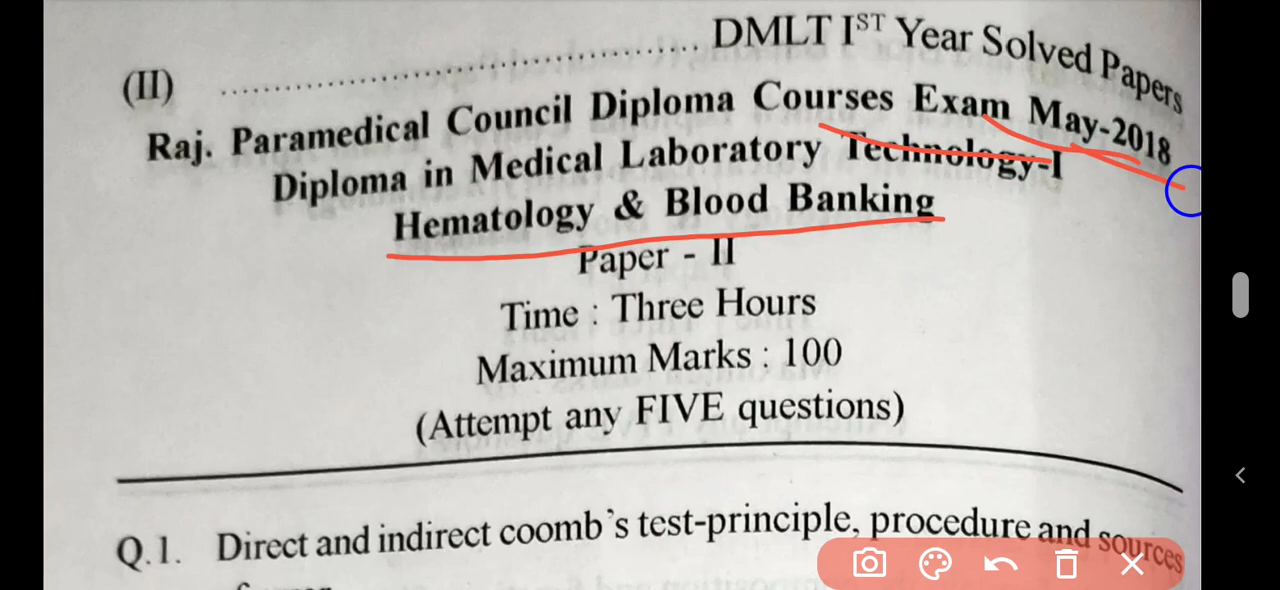 DMLT IST Year Solved Papers
(II) ........................................
Raj. Paramedical Council Diploma Courses Exam May-2018
Diploma in Medical Laboratory Technology-I
Hematology & Blood Banking
Paper - II
Time : Three Hours
Maximum Marks : 100
(Attempt any FIVE questions)
Q.1. Direct and indirect coomb's test-principle, procedure and sources